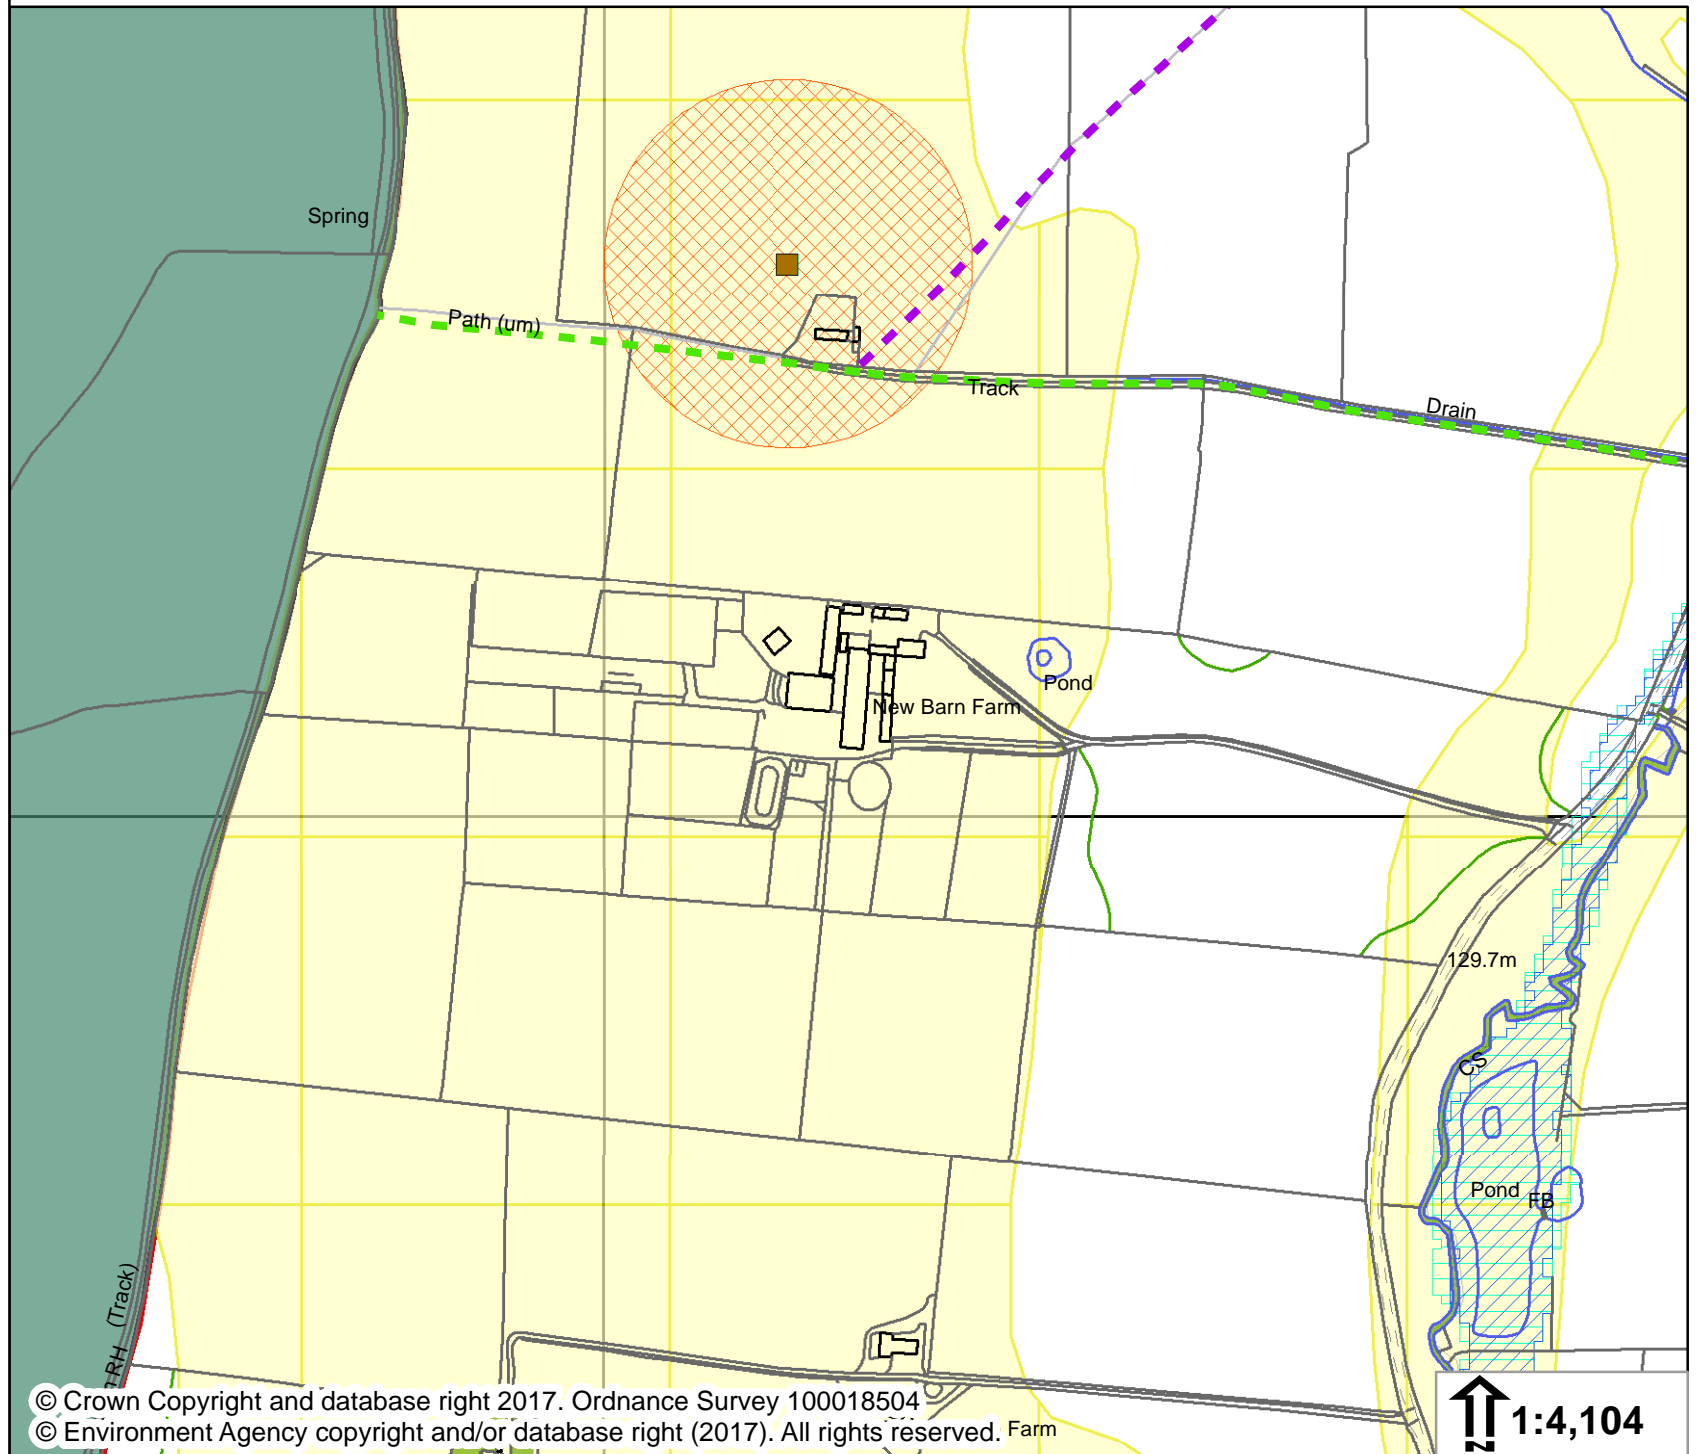 Spring
Path (um)
Track
Drain
Pond
New Barn Farm
129.7m
CS
Pond
FB
RH (Track)
© Crown Copyright and database right 2017. Ordnance Survey 100018504
© Environment Agency copyright and/or database right (2017). All rights reserved.
Farm
1:4,104
N